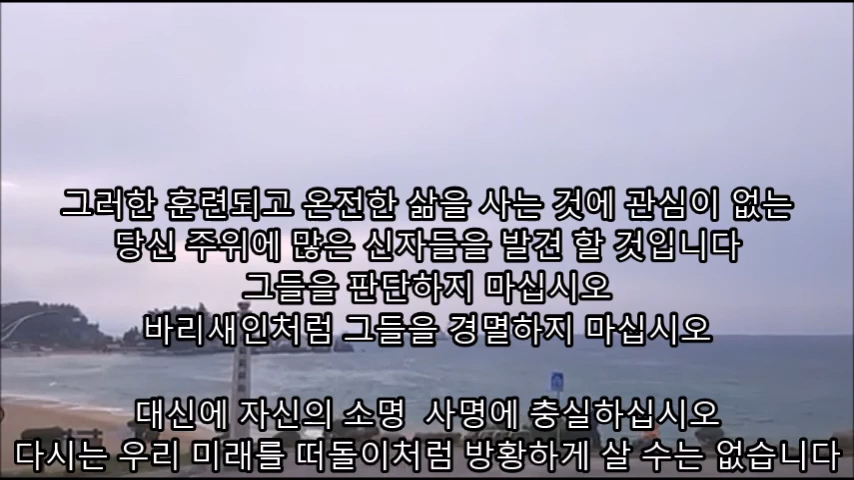 그러한 훈련되고 온전한 삶을 사는 것에 관심이 없는
당신 주위에 많은 신자들을 발견 할 것입니다
그들을 판단하지 마십시오
바리새인처럼 그들을 경멸하지 마십시오
대신에 자신의 소명 사명에 충실하십시오
다시는 우리 미래를 떠돌이처럼 방황하게 살 수는 없습니다